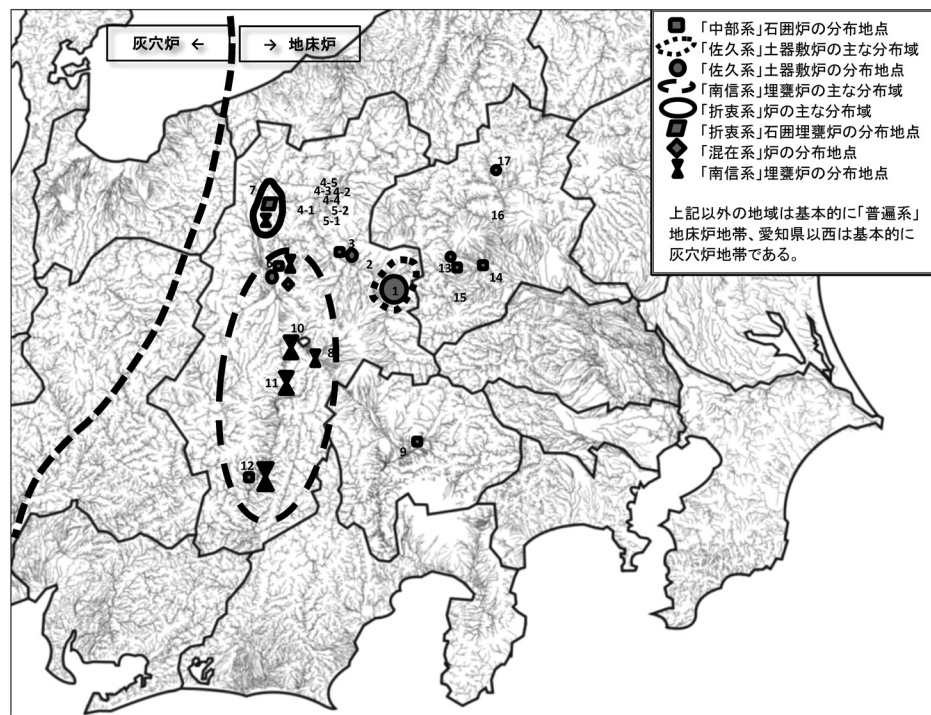 灰穴炉 ←
→ 地床炉
「中部系」石囲炉の分布地点
「佐久系」土器敷炉の主な分布域
「佐久系」土器敷炉の分布地点
「南信系」埋甕炉の主な分布域
「折衷系」炉の主な分布域
「折衷系」石囲埋甕炉の分布地点
「混在系」炉の分布地点
「南信系」埋甕炉の分布地点
上記以外の地域は基本的に「普遍系」
地床炉地帯、愛知県以西は基本的に
灰穴炉地帯である。
17
4-5
7
4-3 4-2
4-4
4-1 5-2
16
5-1
3
2
13
14
1
15
10
8
11
9
12